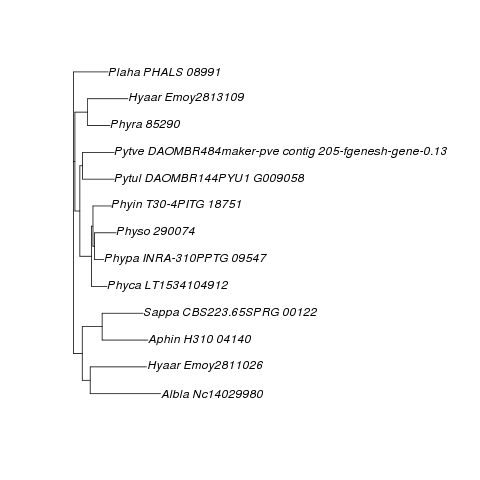 Plaha PHALS 08991
Hyaar Emoy2813109
Phyra 85290
Pytve DAOMBR484maker-pve contig 205-fgenesh-gene-0.13
Pytul DAOMBR144PYU1 G009058
Phyin T30-4PITG 18751
Physo 290074
Phypa INRA-310PPTG 09547
Phyca LT1534104912
Sappa CBS223.65SPRG 00122
Aphin H310 04140
Hyaar Emoy2811026
Albla Nc14029980